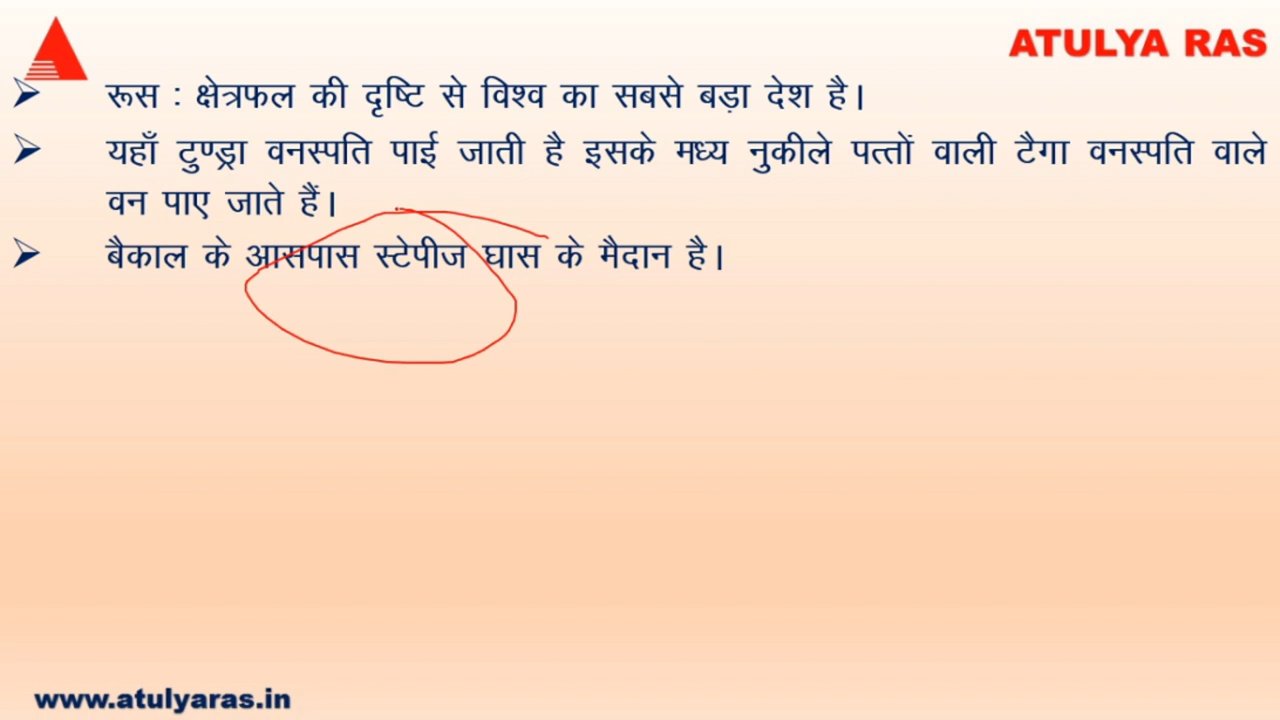 ATULYA RAS
रूस : क्षेत्रफल की दृष्टि से विश्व का सबसे बड़ा देश है।
यहाँ टुण्ड्रा वनस्पति पाई जाती है इसके मध्य नुकीले पत्तों वाली टैगा वनस्पति वाले
वन पाए जाते हैं।
बैकाल के आसपास स्टेपीज घास के मैदान है।
www.atulyaras.in